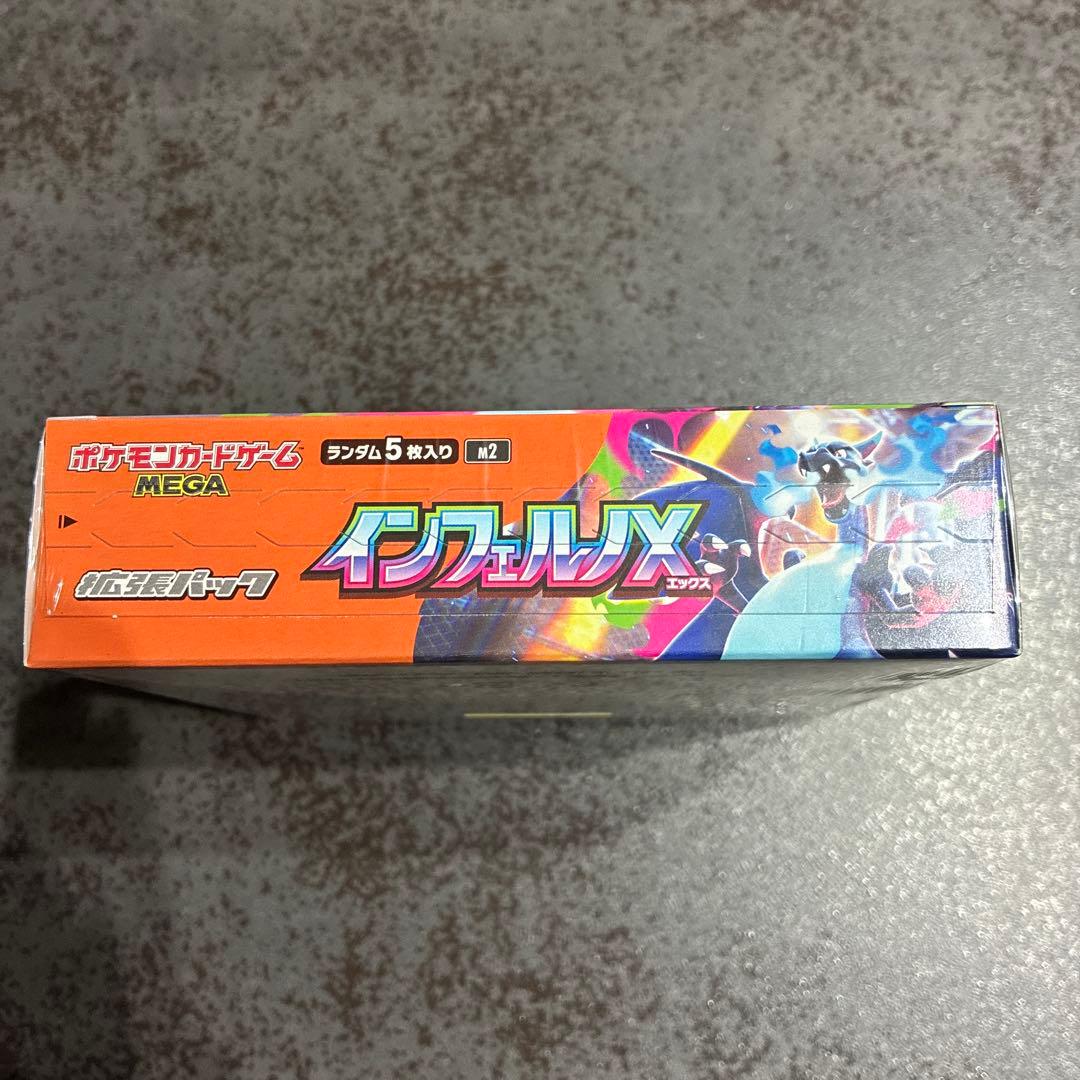 ポケモンカードゲーム
MEGA
ランダム5枚入り
M2
インフェルノX
エックス
拡張パック